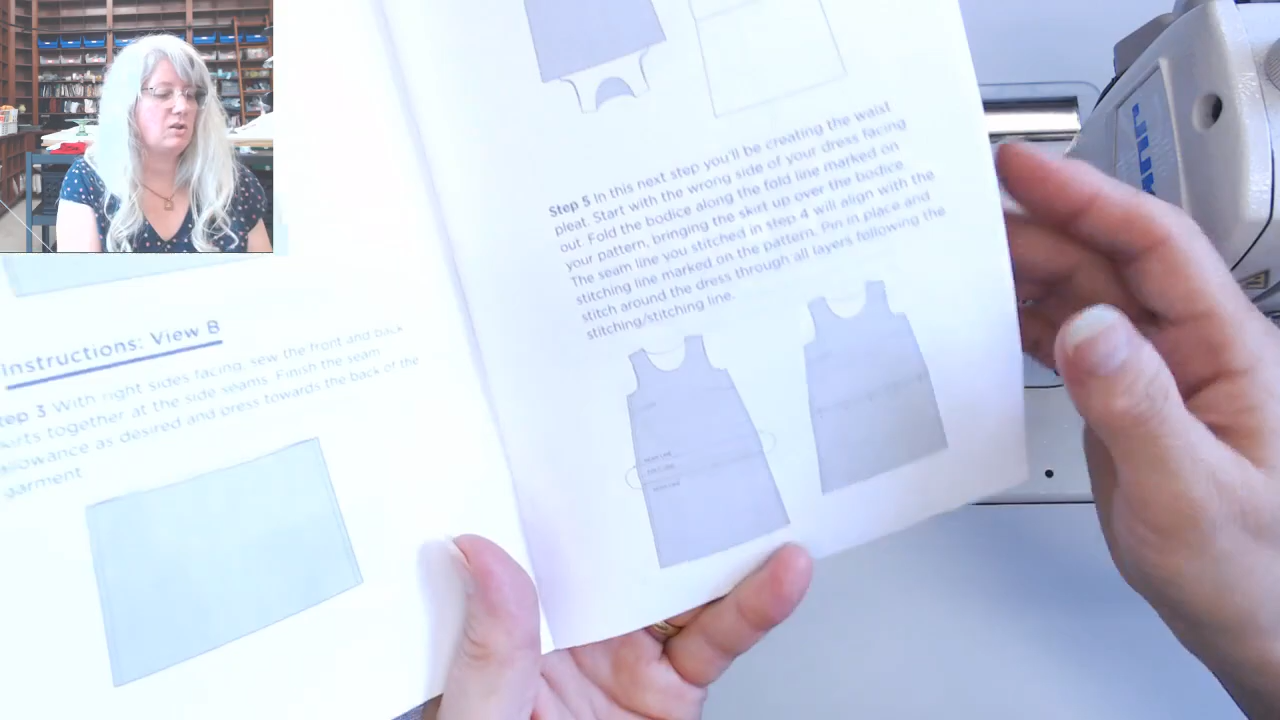 Instructions: View B
Step 3 With right sides facing, sew the front and back
skirts together at the side seams. Finish the seam
allowance as desired and press towards the back of the
garment
Step 5 In this next step you'll be creating the waist
pleat. Start with the wrong side of your dress facing
out. Fold the bodice along the fold line marked on
your pattern, bringing the skirt up over the bodice.
The seam line you stitched in step 4 will align with the
stitching line marked on the pattern. Pin in place and
stitch around the dress through all layers following the
stitching/stitching line.
JUKI